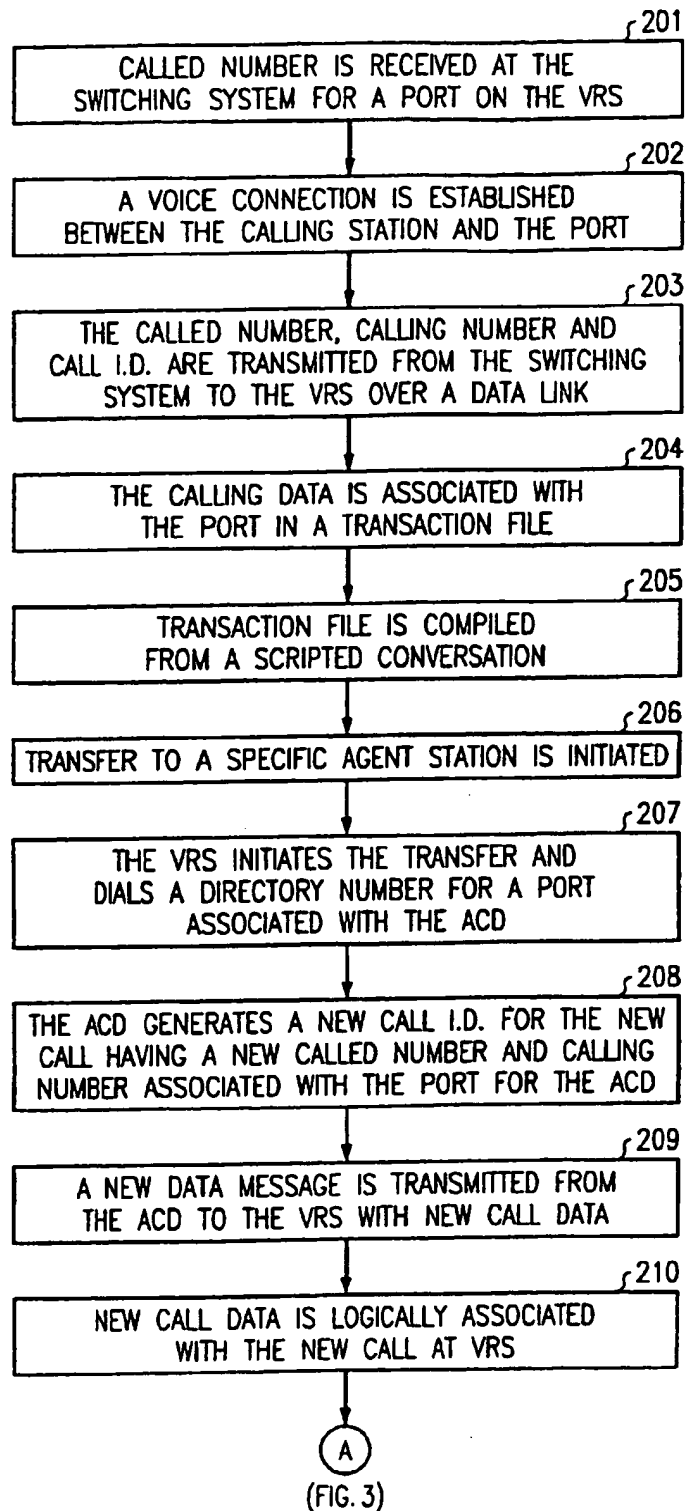 201
CALLED NUMBER IS RECEIVED AT THE
SWITCHING SYSTEM FOR A PORT ON THE VRS
202
A VOICE CONNECTION IS ESTABLISHED
BETWEEN THE CALLING STATION AND THE PORT
203
THE CALLED NUMBER, CALLING NUMBER AND
CALL I.D. ARE TRANSMITTED FROM THE SWITCHING
SYSTEM TO THE VRS OVER A DATA LINK
204
THE CALLING DATA IS ASSOCIATED WITH
THE PORT IN A TRANSACTION FILE
205
TRANSACTION FILE IS COMPILED
FROM A SCRIPTED CONVERSATION
206
TRANSFER TO A SPECIFIC AGENT STATION IS INITIATED
207
THE VRS INITIATES THE TRANSFER AND
DIALS A DIRECTORY NUMBER FOR A PORT
ASSOCIATED WITH THE ACD
208
THE ACD GENERATES A NEW CALL I.D. FOR THE NEW
CALL HAVING A NEW CALLED NUMBER AND CALLING
NUMBER ASSOCIATED WITH THE PORT FOR THE ACD
209
A NEW DATA MESSAGE IS TRANSMITTED FROM
THE ACD TO THE VRS WITH NEW CALL DATA
210
NEW CALL DATA IS LOGICALLY ASSOCIATED
WITH THE NEW CALL AT VRS
A
(FIG. 3)